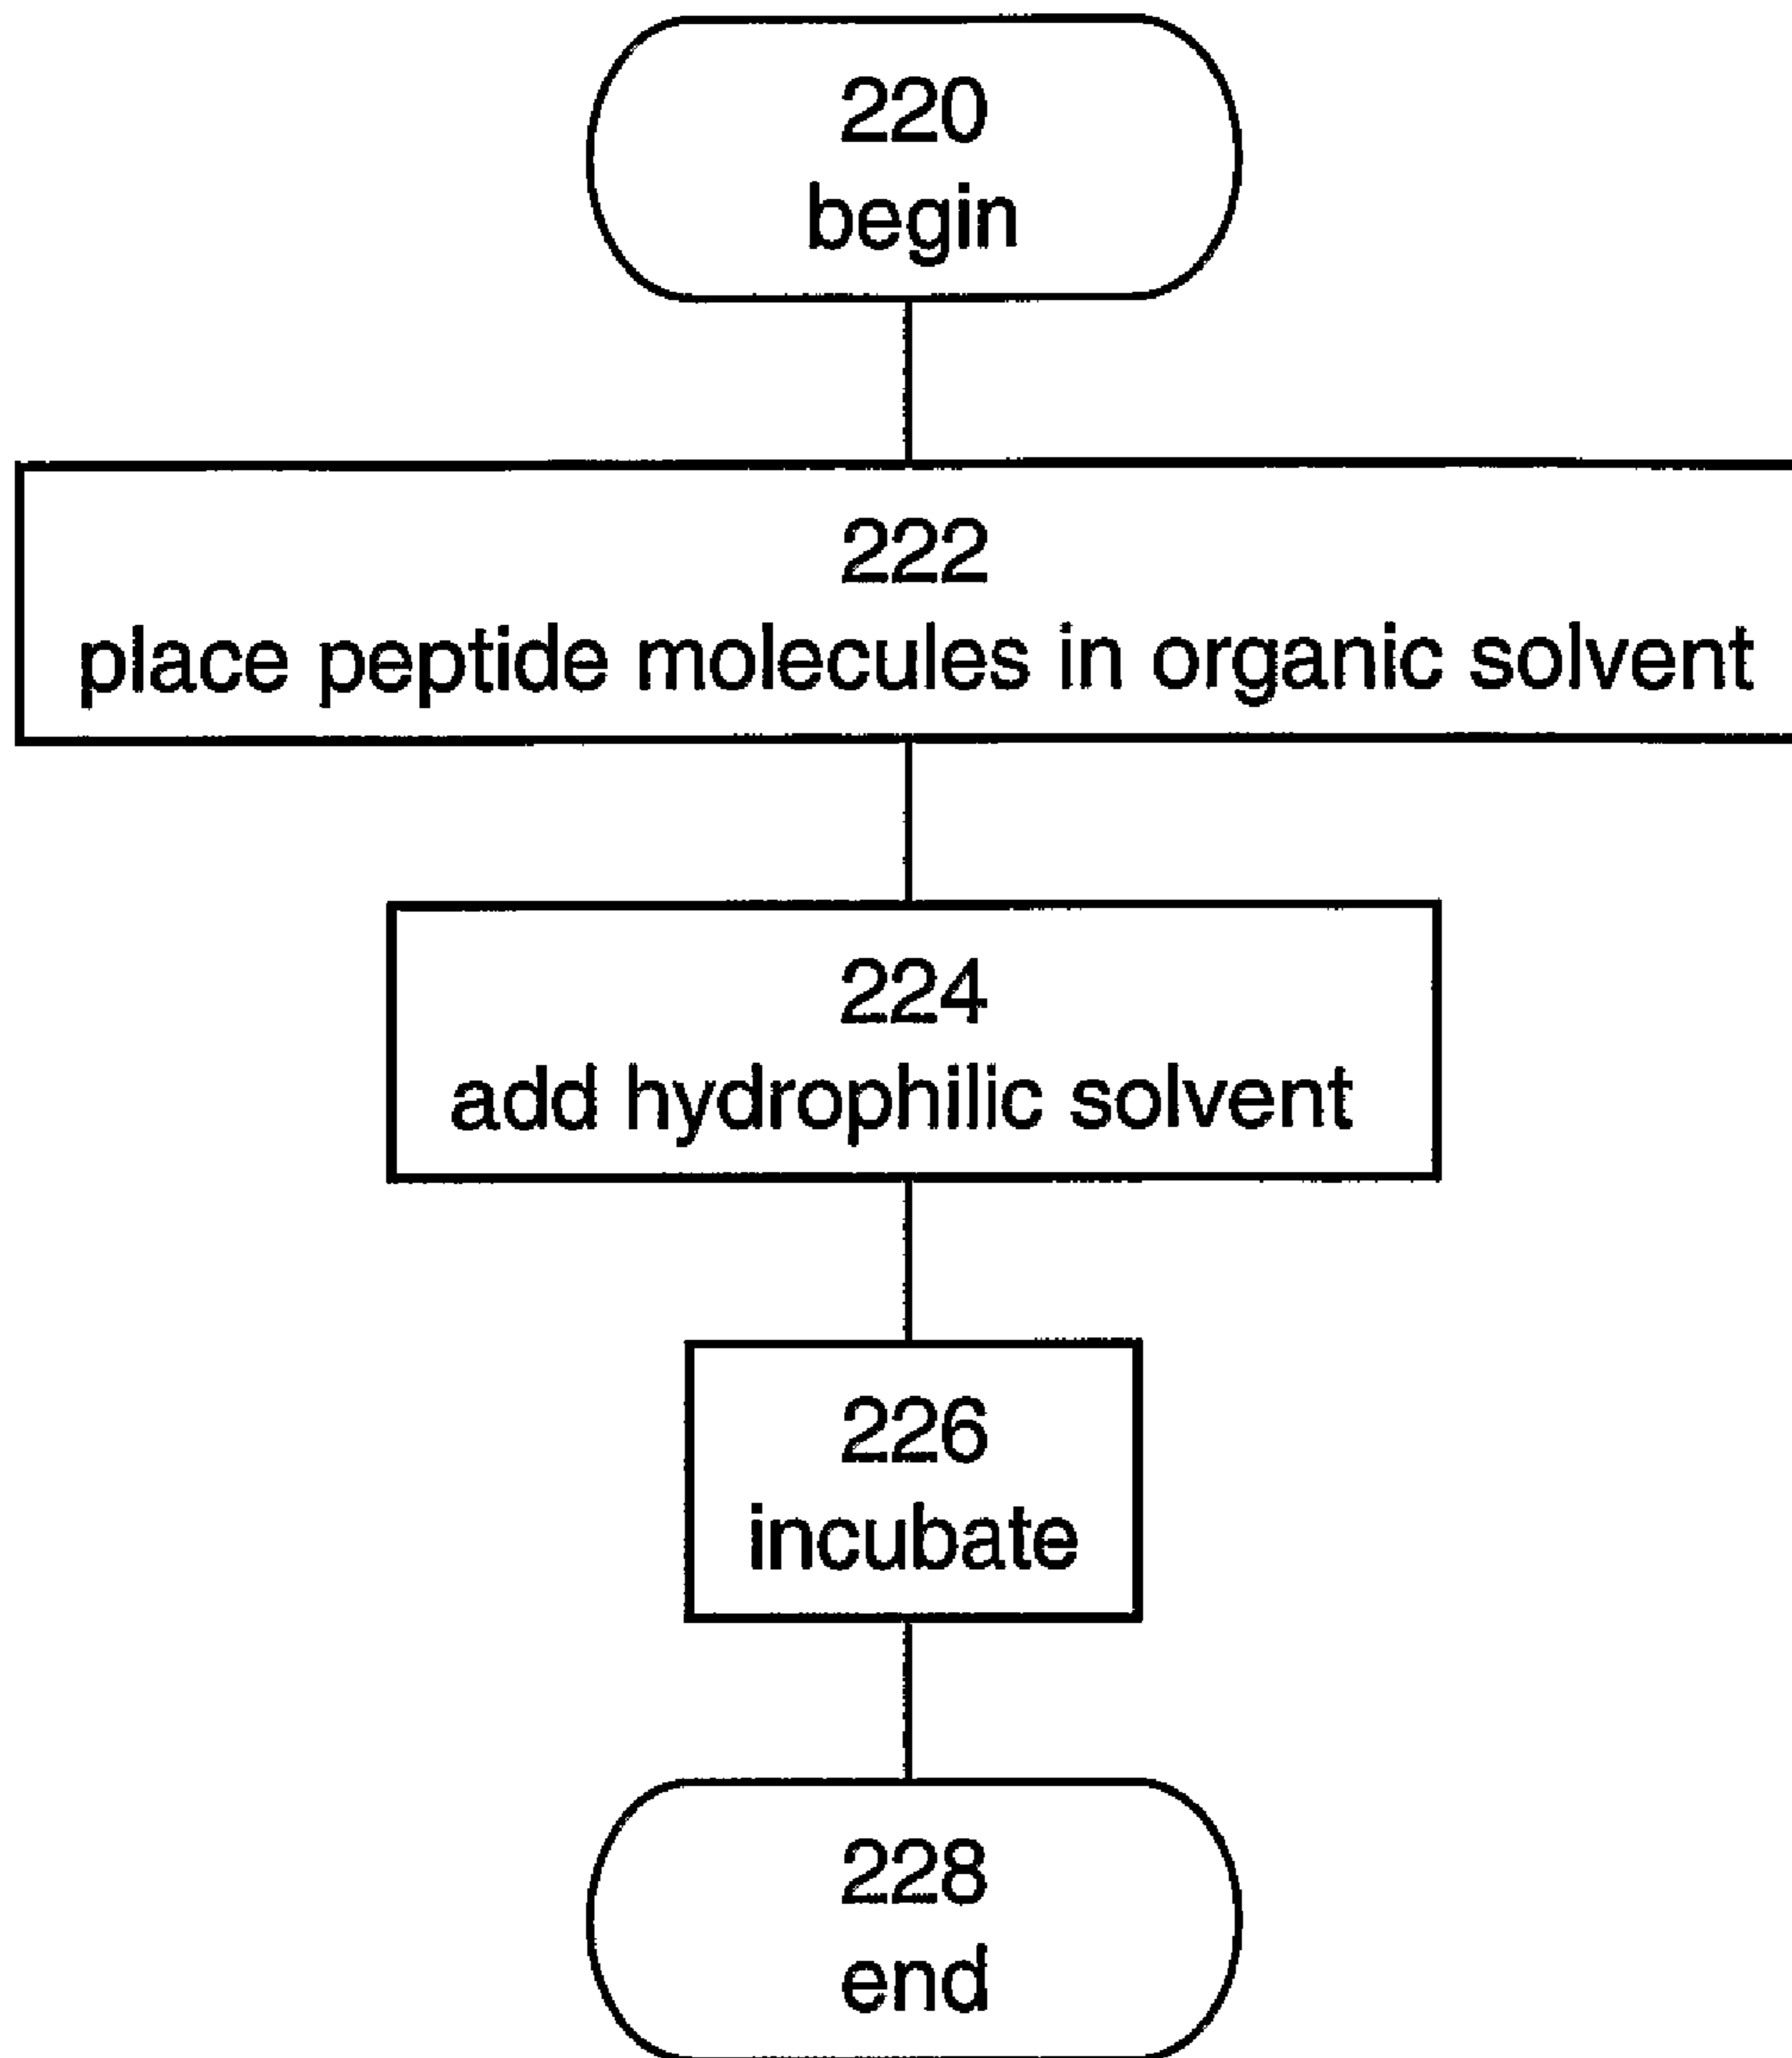 220
begin
222
place peptide molecules in organic solvent
224
add hydrophilic solvent
226
incubate
228
end